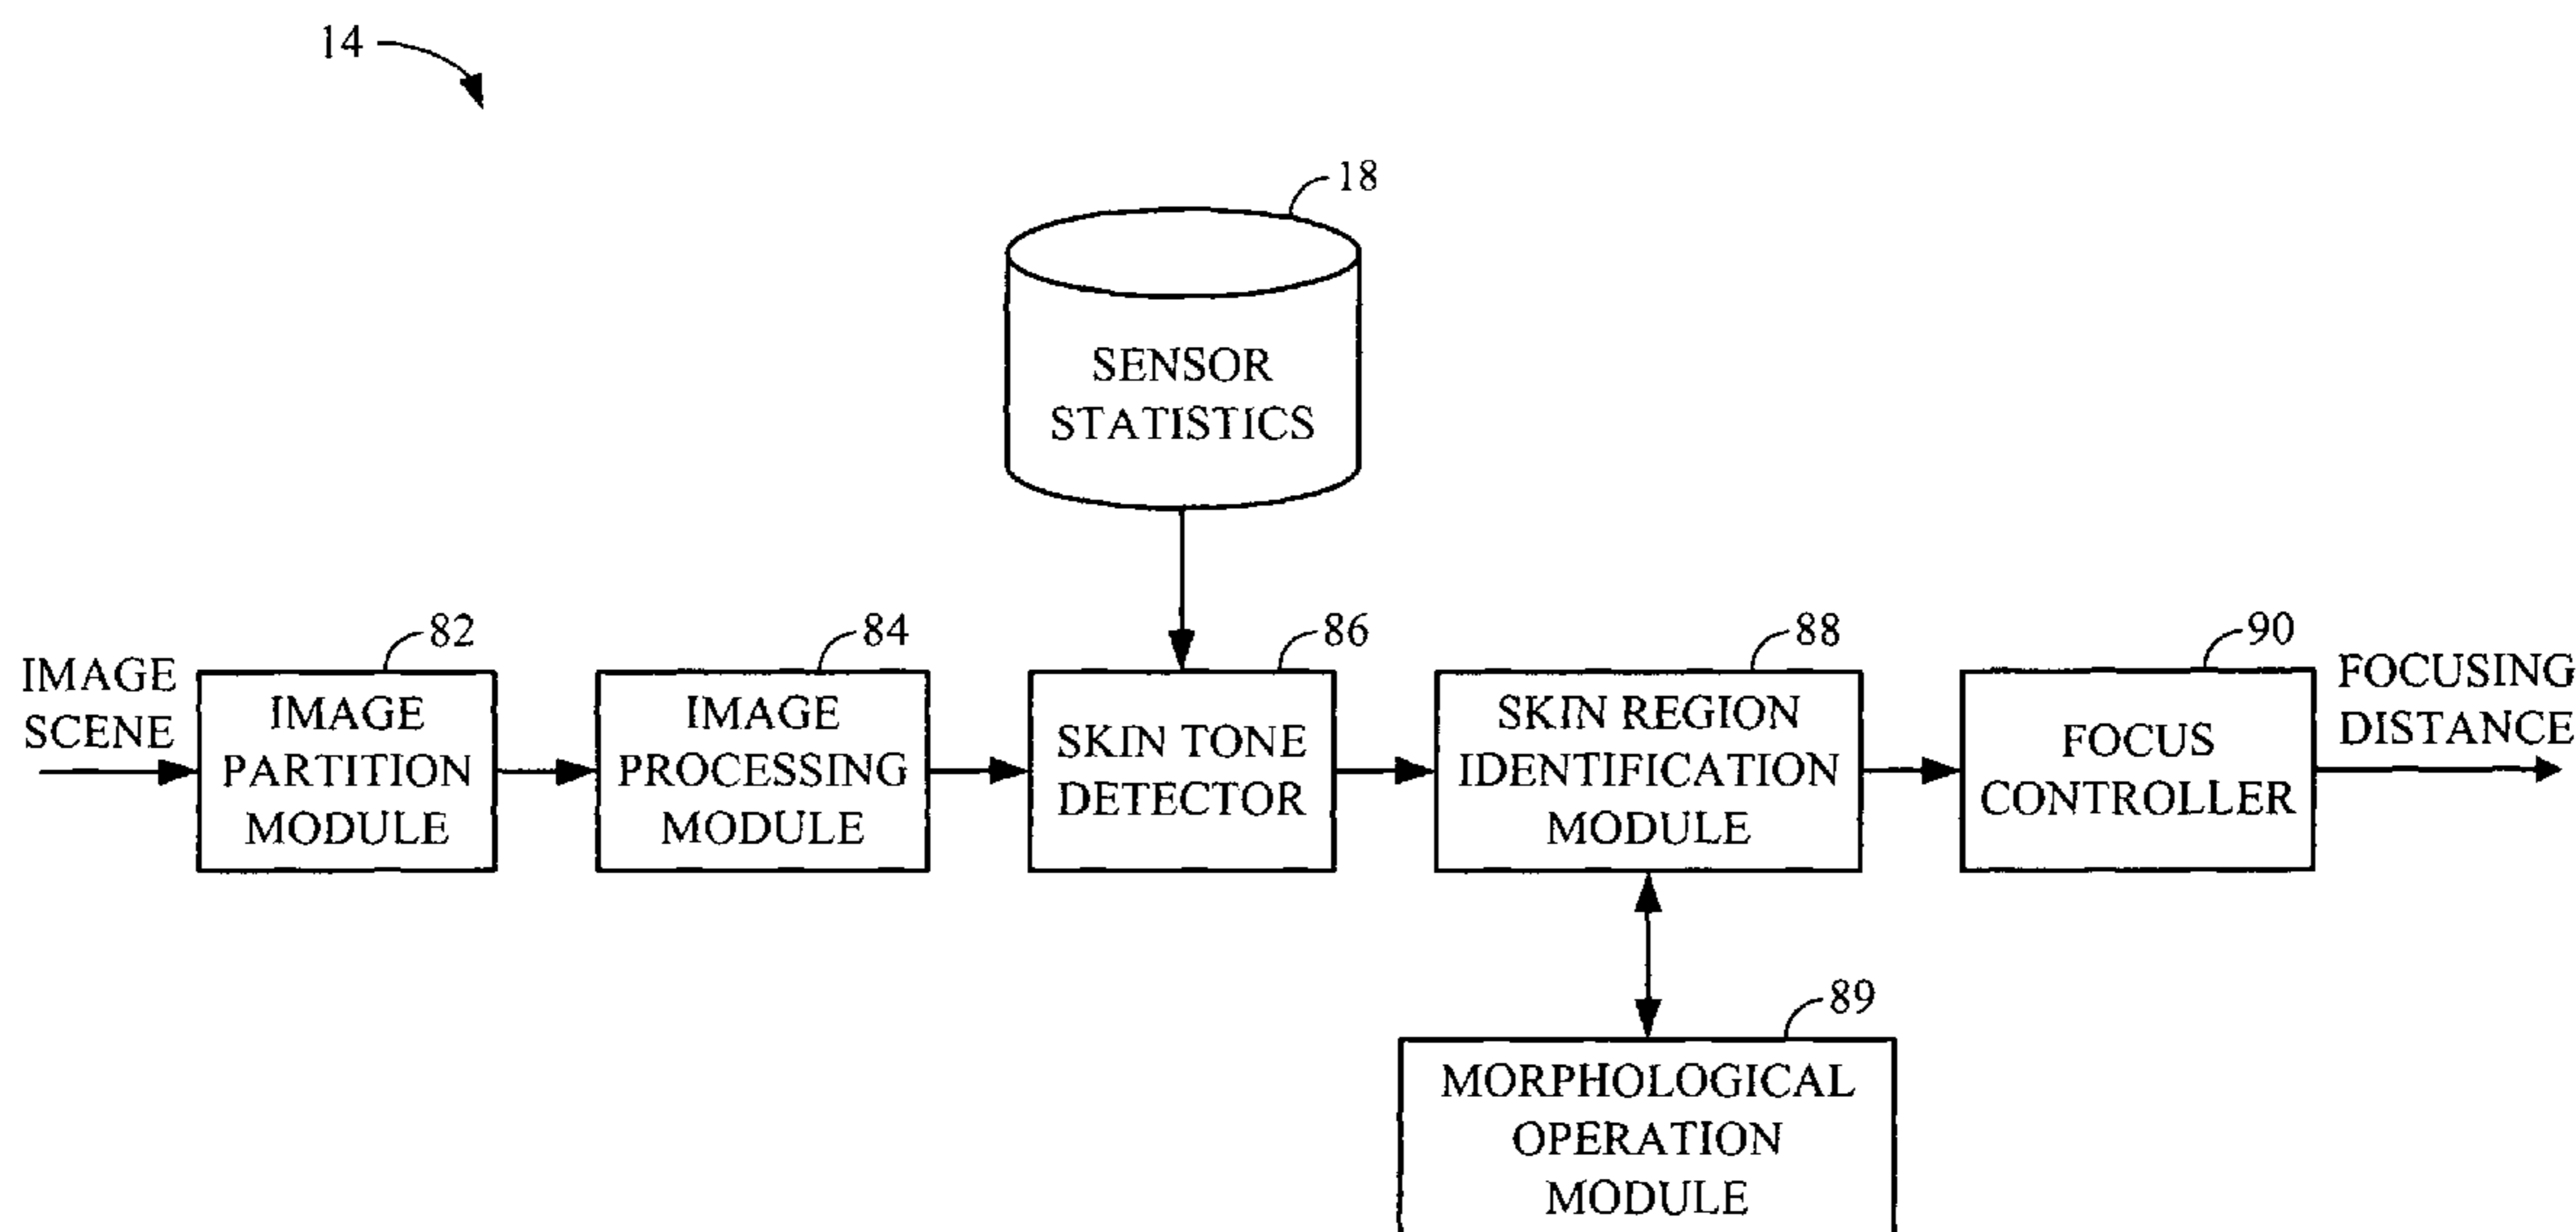 14
18
SENSOR
STATISTICS
IMAGE
SCENE
82
IMAGE
PARTITION
MODULE
84
IMAGE
PROCESSING
MODULE
86
SKIN TONE
DETECTOR
88
SKIN REGION
IDENTIFICATION
MODULE
90
FOCUS
CONTROLLER
FOCUSING
DISTANCE
89
MORPHOLOGICAL
OPERATION
MODULE